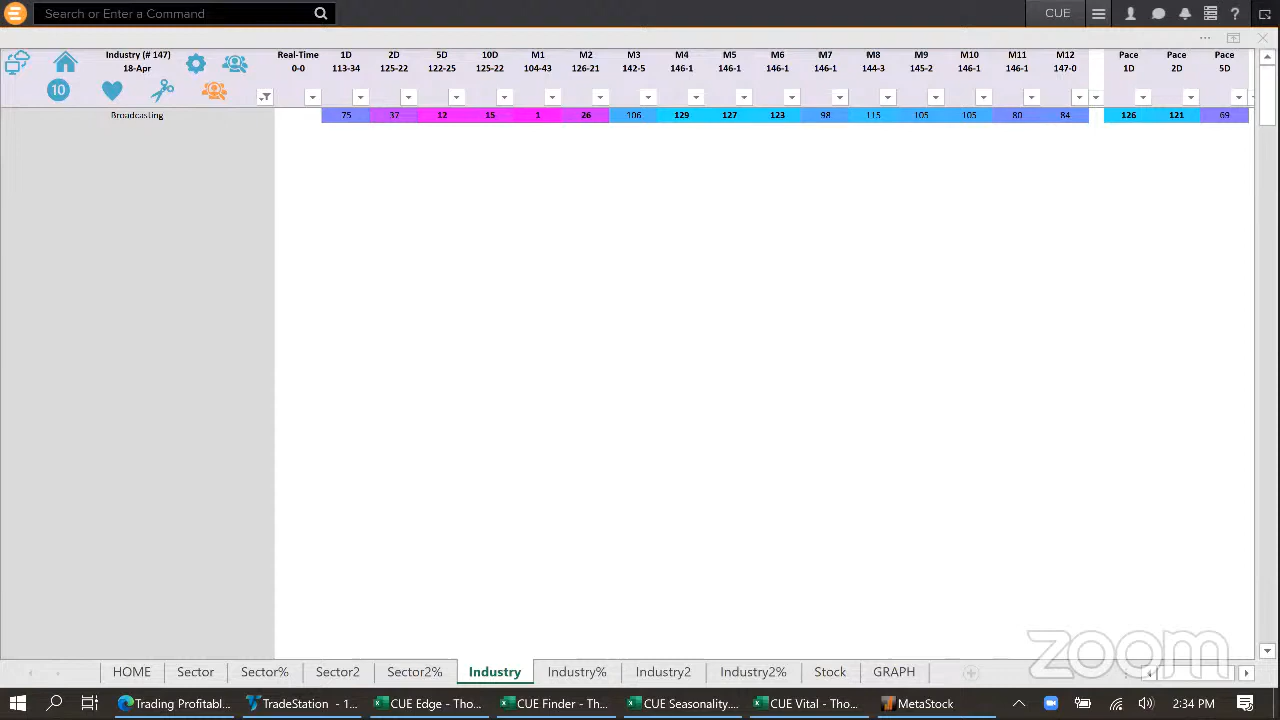 Search or Enter a Command
CUE
Industry (# 147) Real-Time 1D 2D 5D 10D M1 M2 M3 M4 M5 M6 M7 M8 M9 M10 M11 M12 Pace Pace Pace
18-Apr 0-0 113-34 125-22 122-25 125-22 104-43 126-21 142-5 146-1 146-1 146-1 146-1 144-3 145-2 146-1 146-1 147-0 1D 2D 5D
10
Broadcasting 75 37 12 15 1 26 106 129 127 123 98 115 105 105 80 84 126 121 69
zoom
HOME Sector Sector% Sector2 Sector2% Industry Industry% Industry2 Industry2% Stock GRAPH
Trading Profitabl... TradeStation - 1... CUE Edge - Tho... CUE Finder - The... CUE Seasonality.... CUE Vital - Tho... MetaStock 2:34 PM